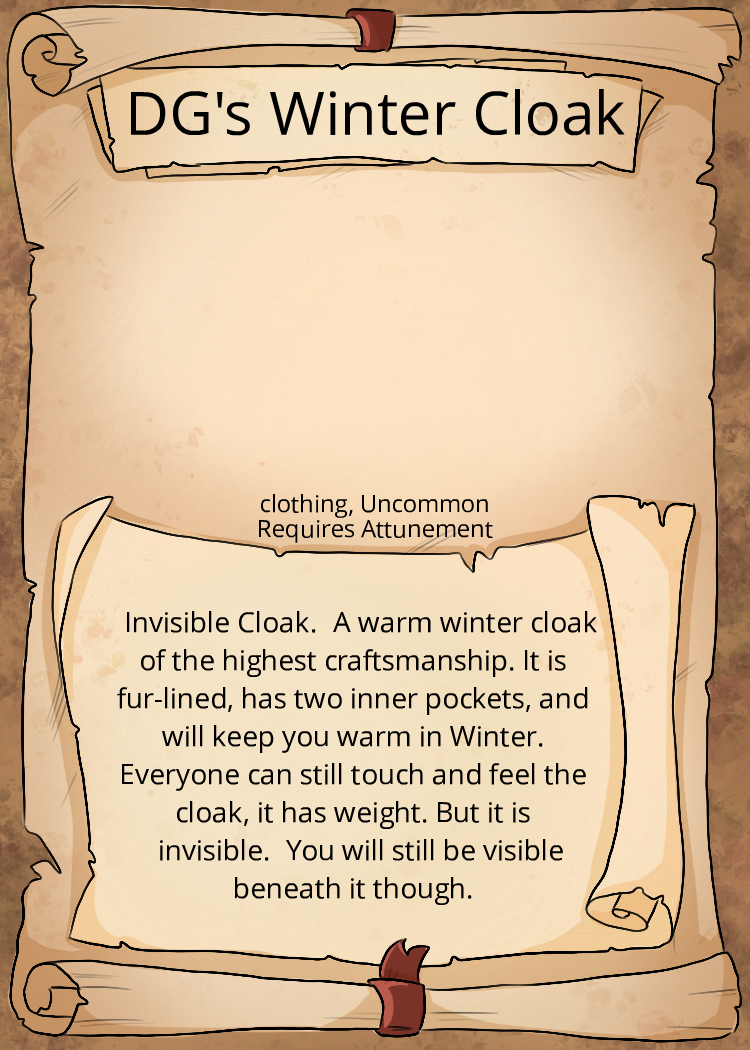 DG's Winter Cloak
clothing, Uncommon
Requires Attunement
Invisible Cloak.  A warm winter cloak
of the highest craftsmanship. It is
fur-lined, has two inner pockets, and
will keep you warm in Winter.
Everyone can still touch and feel the
cloak, it has weight. But it is
invisible.  You will still be visible
beneath it though.